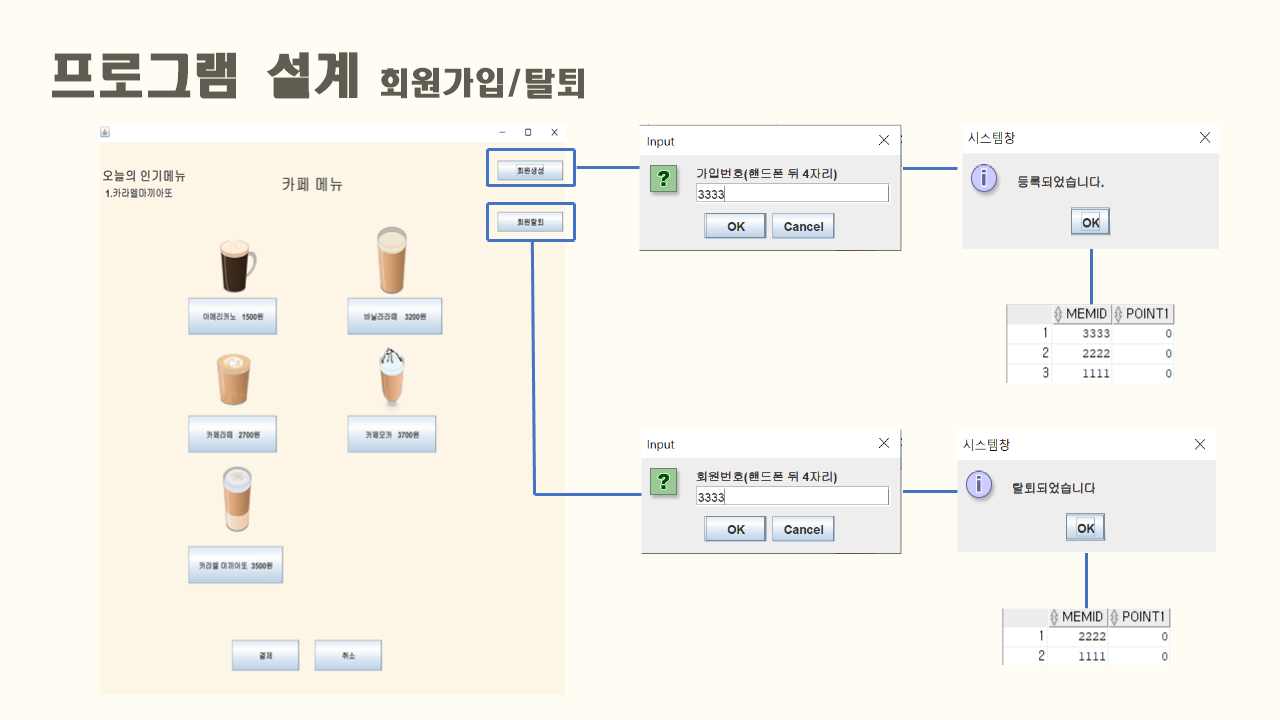 프로그램 설계 회원가입/탈퇴
오늘의 인기메뉴
1.카라멜마끼아또
카페 메뉴
회원생성
회원탈퇴
아메리카노 1500원
바닐라라떼 3200원
카페라떼 2700원
카페모카 3700원
카라멜 마끼아또 3500원
결제
취소
Input
가입번호(핸드폰 뒤 4자리)
3333
OK
Cancel
시스템창
등록되었습니다.
OK
MEMID POINT1
1 3333 0
2 2222 0
3 1111 0
Input
회원번호(핸드폰 뒤 4자리)
3333
OK
Cancel
시스템창
탈퇴되었습니다
OK
MEMID POINT1
1 2222 0
2 1111 0